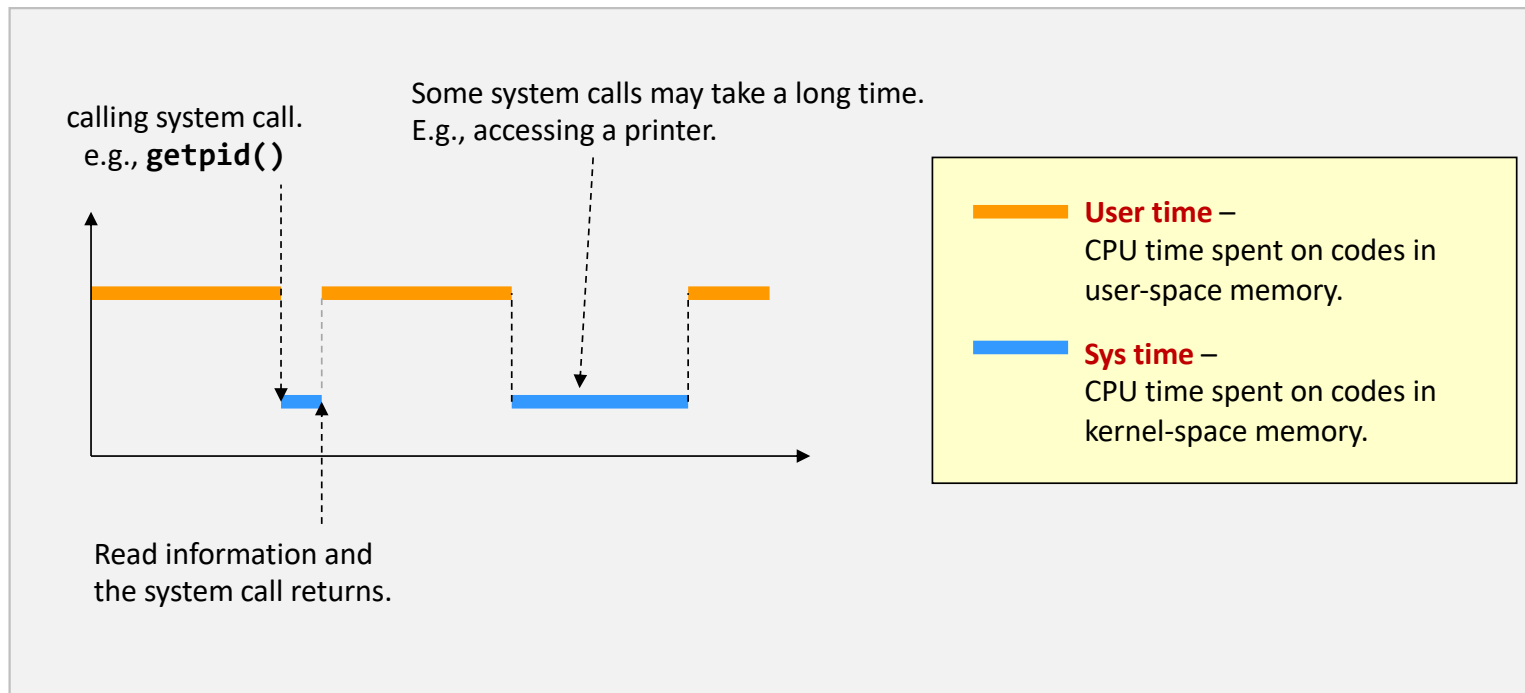 calling system call.
e.g., getpid()
Some system calls may take a long time.
E.g., accessing a printer.
Read information and
the system call returns.
User time –
CPU time spent on codes in
user-space memory.
Sys time –
CPU time spent on codes in
kernel-space memory.